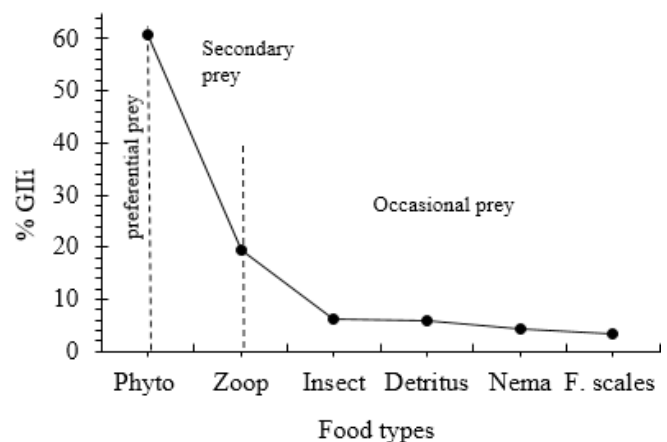 60
50
40
30
20
10
0
% GIIi
preferential prey
Secondary
prey
Occasional prey
Phyto Zoop Insect Detritus Nema F. scales
Food types